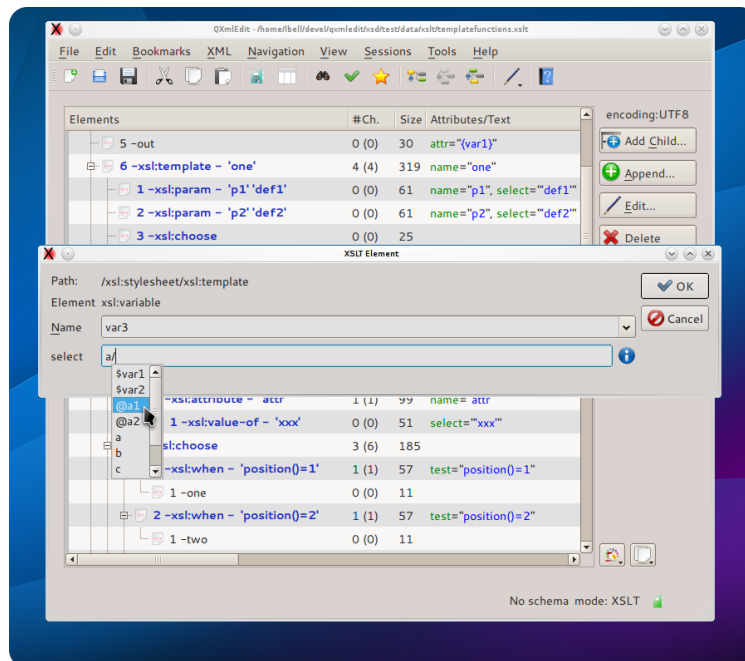 QXmlEdit - /home/lbell/devel/qxmledit/xsd/test/data/xslt/templatefunctions.xslt
File Edit Bookmarks XML Navigation View Sessions Tools Help
Elements #Ch. Size Attributes/Text
encoding:UTF8
5 -out 0 (0) 30 attr="{var1}"
Add Child...
6 -xsl:template - 'one' 4 (4) 319 name="one"
Append...
1 -xsl:param - 'p1' 'def1' 0 (0) 61 name="p1", select="'def1'"
2 -xsl:param - 'p2' 'def2' 0 (0) 61 name="p2", select="'def2'"
Edit...
3 -xsl:choose 0 (0) 25
Delete
XSLT Element
Path: /xsl:stylesheet/xsl:template
OK
Element xsl:variable
Cancel
Name var3
select a/
$var1
$var2
@a1
@a2
a
b
c
-xsl:attribute - 'attr' 1 (1) 99 name="attr"
1 -xsl:value-of - 'xxx' 0 (0) 51 select="'xxx'"
sl:choose 3 (6) 185
-xsl:when - 'position()=1' 1 (1) 57 test="position()=1"
1 -one 0 (0) 11
2 -xsl:when - 'position()=2' 1 (1) 57 test="position()=2"
1 -two 0 (0) 11
No schema mode: XSLT